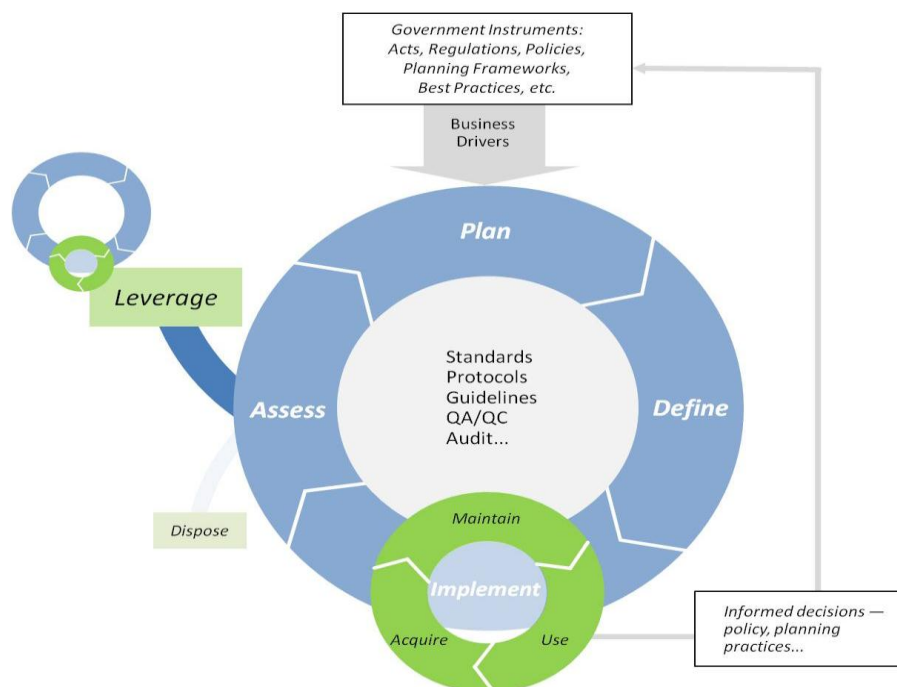 Government Instruments:
Acts, Regulations, Policies,
Planning Frameworks,
Best Practices, etc.
Business
Drivers
Plan
Leverage
Standards
Protocols
Guidelines
QA/QC
Audit...
Assess
Define
Dispose
Maintain
Implement
Acquire
Use
Informed decisions —
policy, planning
practices...